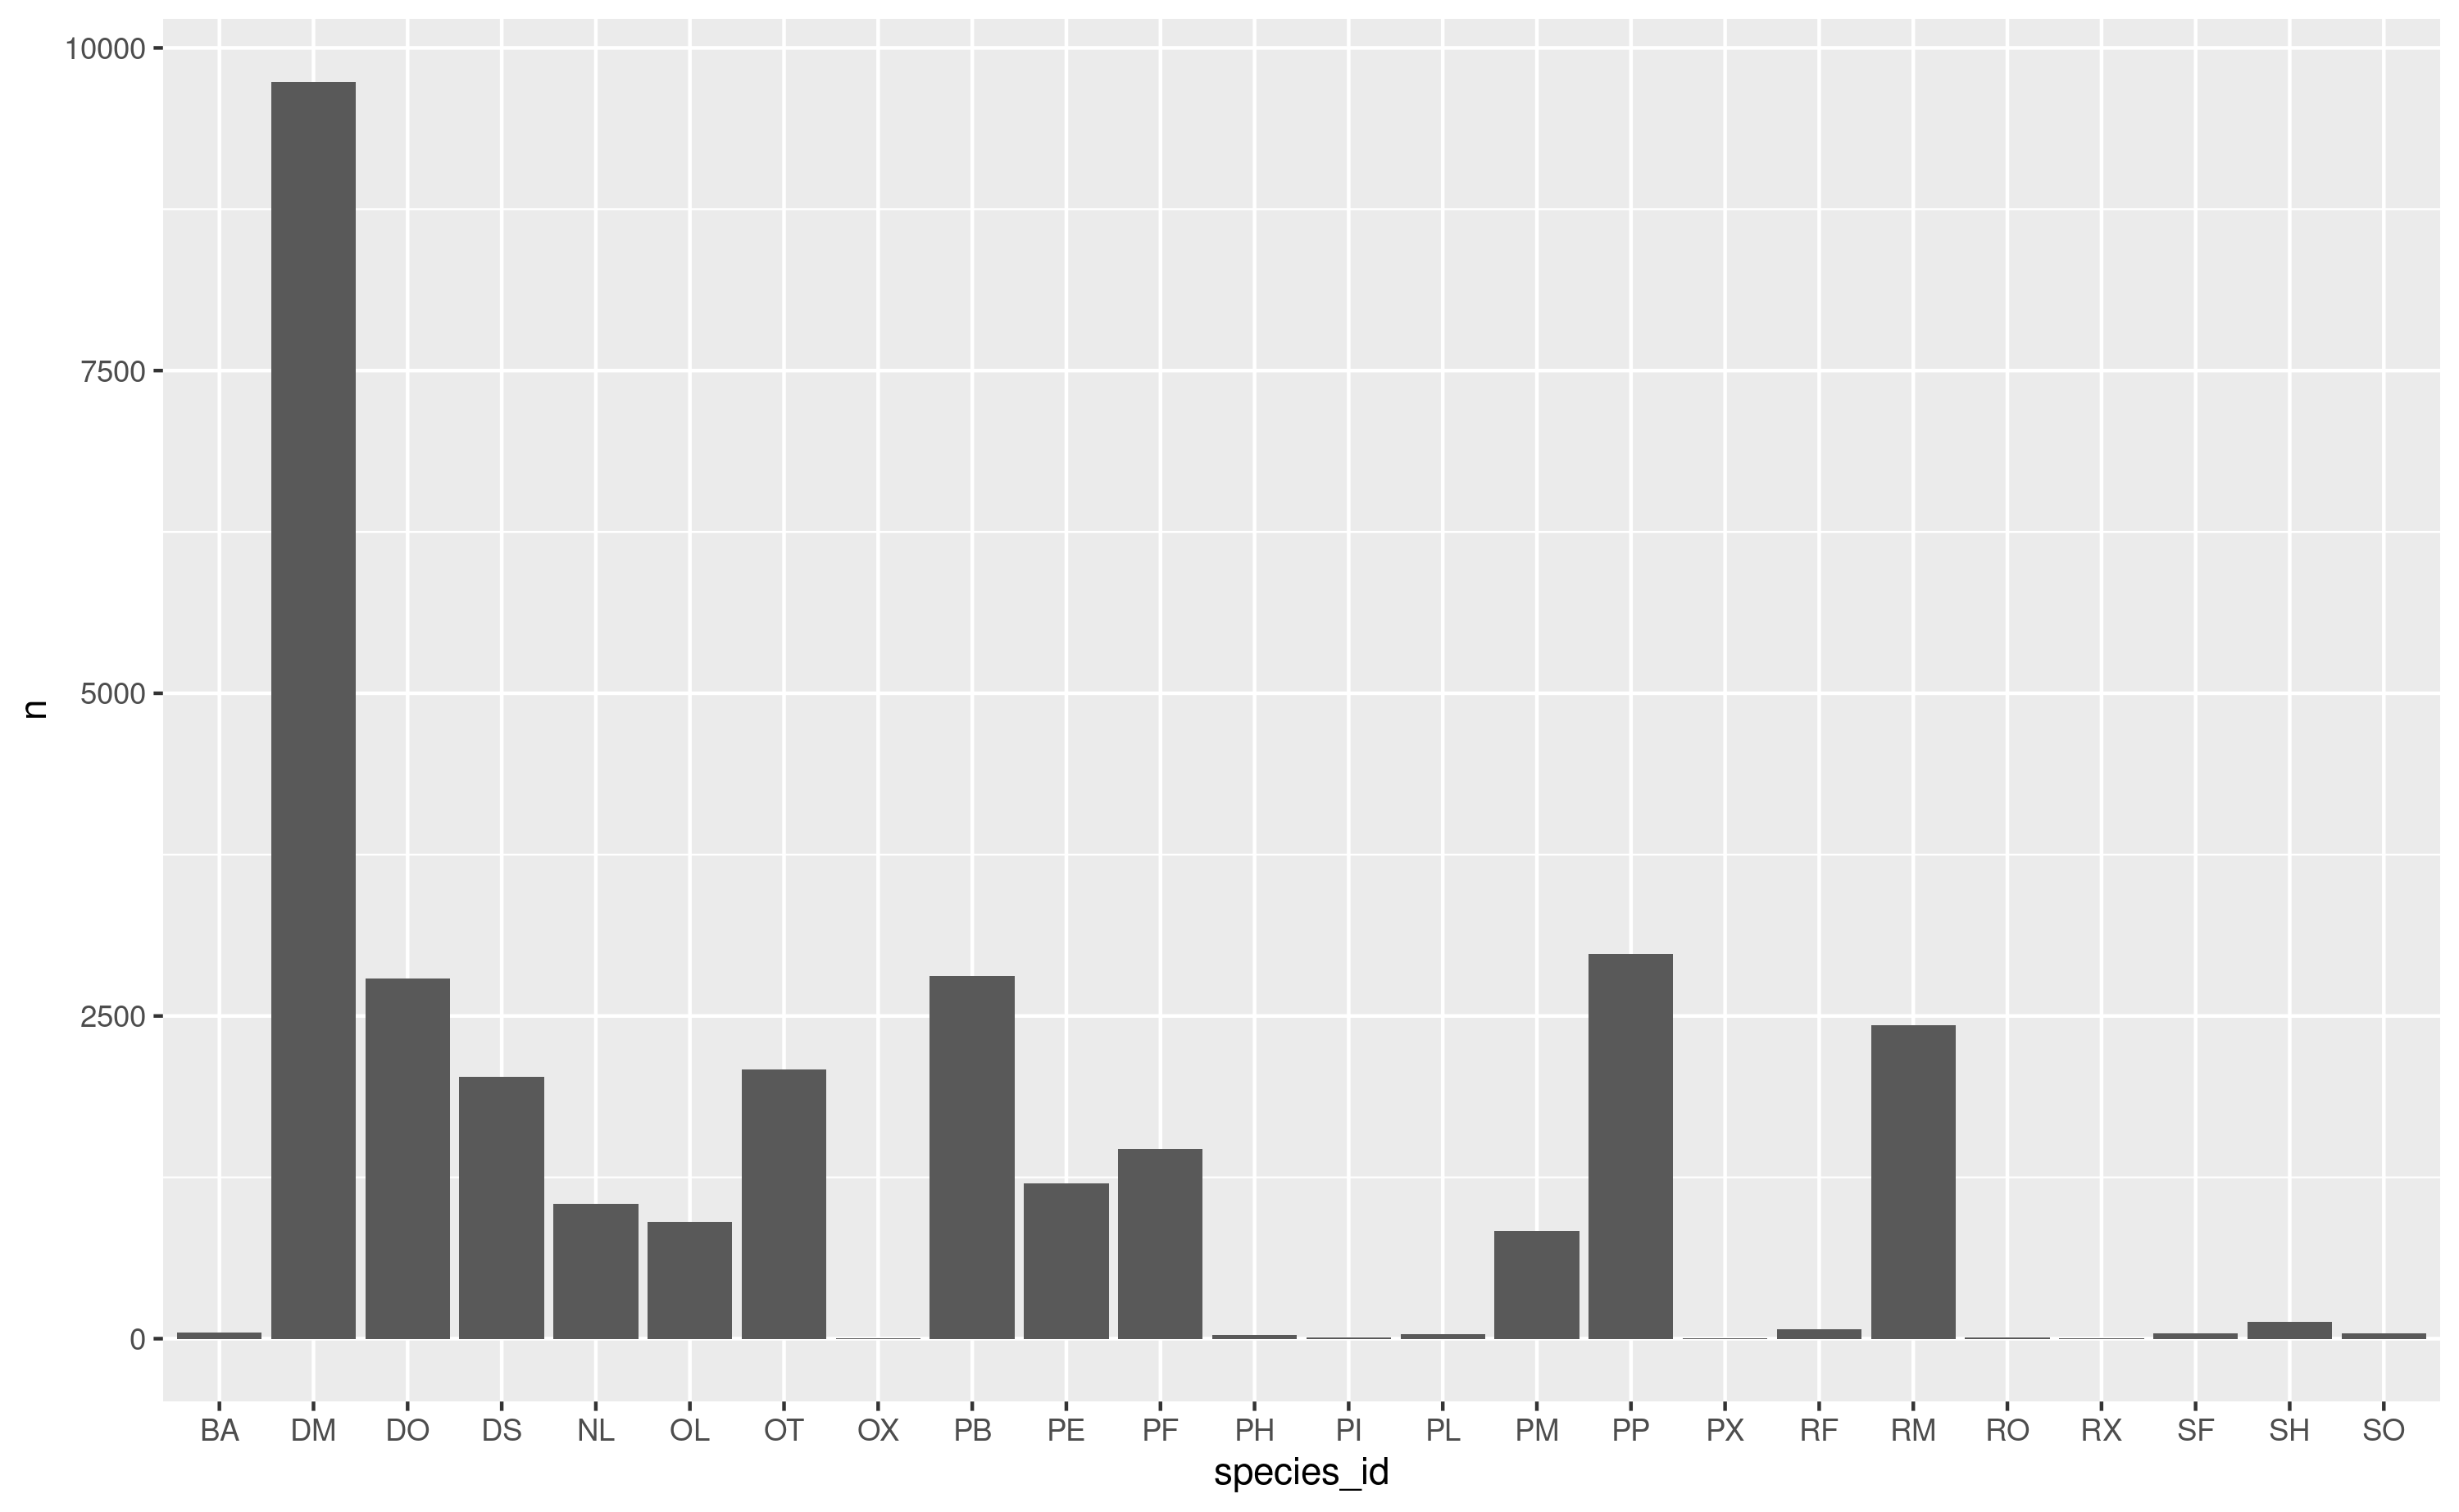 10000
7500
5000
2500
0
n
BA DM DO DS NL OL OT OX PB PE PF PH PI PL PM PP PX RF RM RO RX SF SH SO
species_id